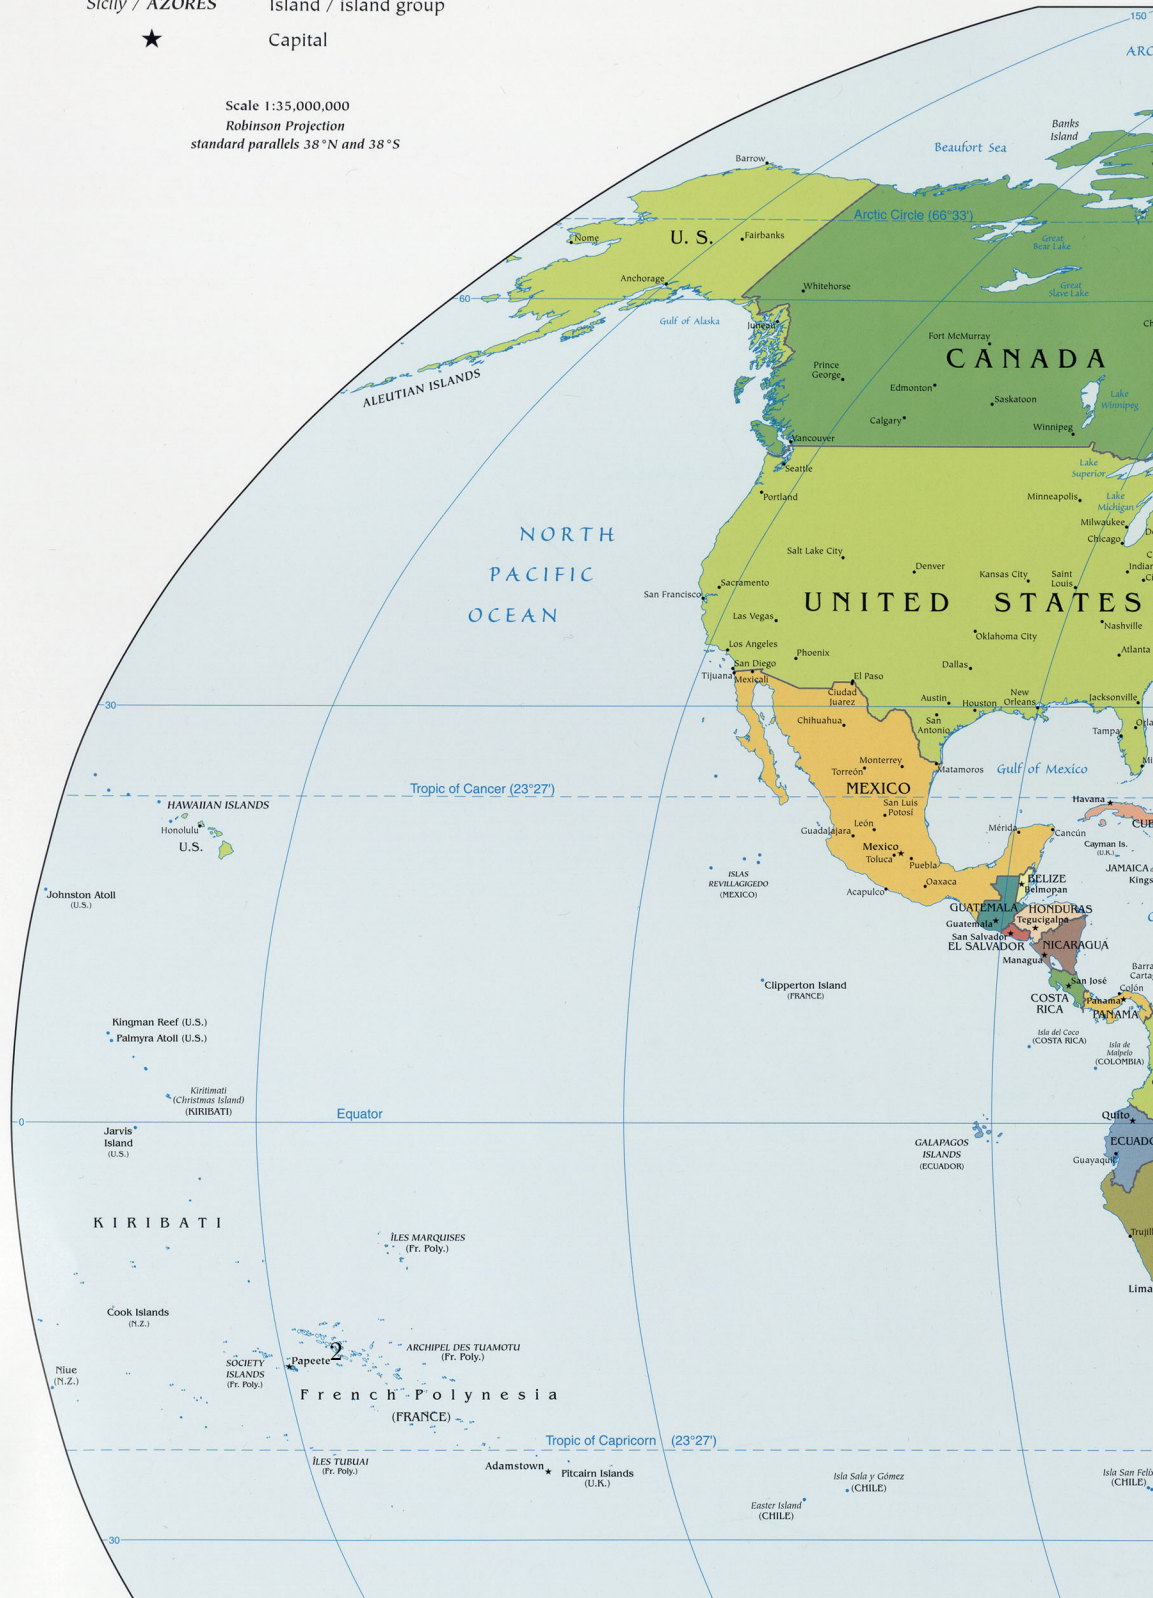 Sicily / AZORES
Island / island group
Capital
Scale 1:35,000,000
Robinson Projection
standard parallels 38°N and 38°S
150
Banks
Island
Beaufort Sea
Barrow
Arctic Circle (66°33')
Nome
U. S.
Fairbanks
Great
Bear Lake
Anchorage
Whitehorse
Great
Slave Lake
60
Gulf of Alaska
Juneau
Fort McMurray
CANADA
Prince
George
Edmonton
Saskatoon
Lake
Winnipeg
ALEUTIAN ISLANDS
Calgary
Winnipeg
Vancouver
Seattle
Lake
Superior
Portland
Minneapolis
Lake
Michigan
Milwaukee
Chicago
NORTH
PACIFIC
OCEAN
Salt Lake City
Denver
Kansas City
Saint
Louis
Sacramento
San Francisco
UNITED STATES
Las Vegas
Nashville
Oklahoma City
Los Angeles
Phoenix
Atlanta
San Diego
Dallas
Tijuana
Mexicali
El Paso
Ciudad
Juarez
30
Austin
Houston
New
Orleans
Jacksonville
Chihuahua
San
Antonio
Tampa
Monterrey
Torreón
Matamoros
Gulf of Mexico
Tropic of Cancer (23°27')
MEXICO
Havana
HAWAIIAN ISLANDS
San Luis
Potosí
Honolulu
León
Guadalajara
Mérida
Cancún
U.S.
Mexico
Toluca
Puebla
Cayman Is.
(U.K.)
JAMAICA
ISLAS
REVILLAGIGEDO
(MEXICO)
Oaxaca
Acapulco
BELIZE
Belmopan
Johnston Atoll
(U.S.)
GUATEMALA
Guatemala
HONDURAS
Tegucigalpa
San Salvador
EL SALVADOR
NICARAGUA
Managua
Clipperton Island
(FRANCE)
San José
COSTA
RICA
Colón
Panama
PANAMA
Kingman Reef (U.S.)
Palmyra Atoll (U.S.)
Isla del Coco
(COSTA RICA)
Isla de
Malpelo
(COLOMBIA)
Kiritimati
(Christmas Island)
(KIRIBATI)
0
Equator
Quito
Jarvis
Island
(U.S.)
GALAPAGOS
ISLANDS
(ECUADOR)
Guayaquil
KIRIBATI
ÎLES MARQUISES
(Fr. Poly.)
Lima
Cook Islands
(N.Z.)
2
Niue
(N.Z.)
SOCIETY
ISLANDS
(Fr. Poly.)
Papeete
ARCHIPEL DES TUAMOTU
(Fr. Poly.)
French Polynesia
(FRANCE)
Tropic of Capricorn (23°27')
ÎLES TUBUAI
(Fr. Poly.)
Adamstown
Pitcairn Islands
(U.K.)
Isla Sala y Gómez
(CHILE)
Easter Island
(CHILE)
(CHILE)
30